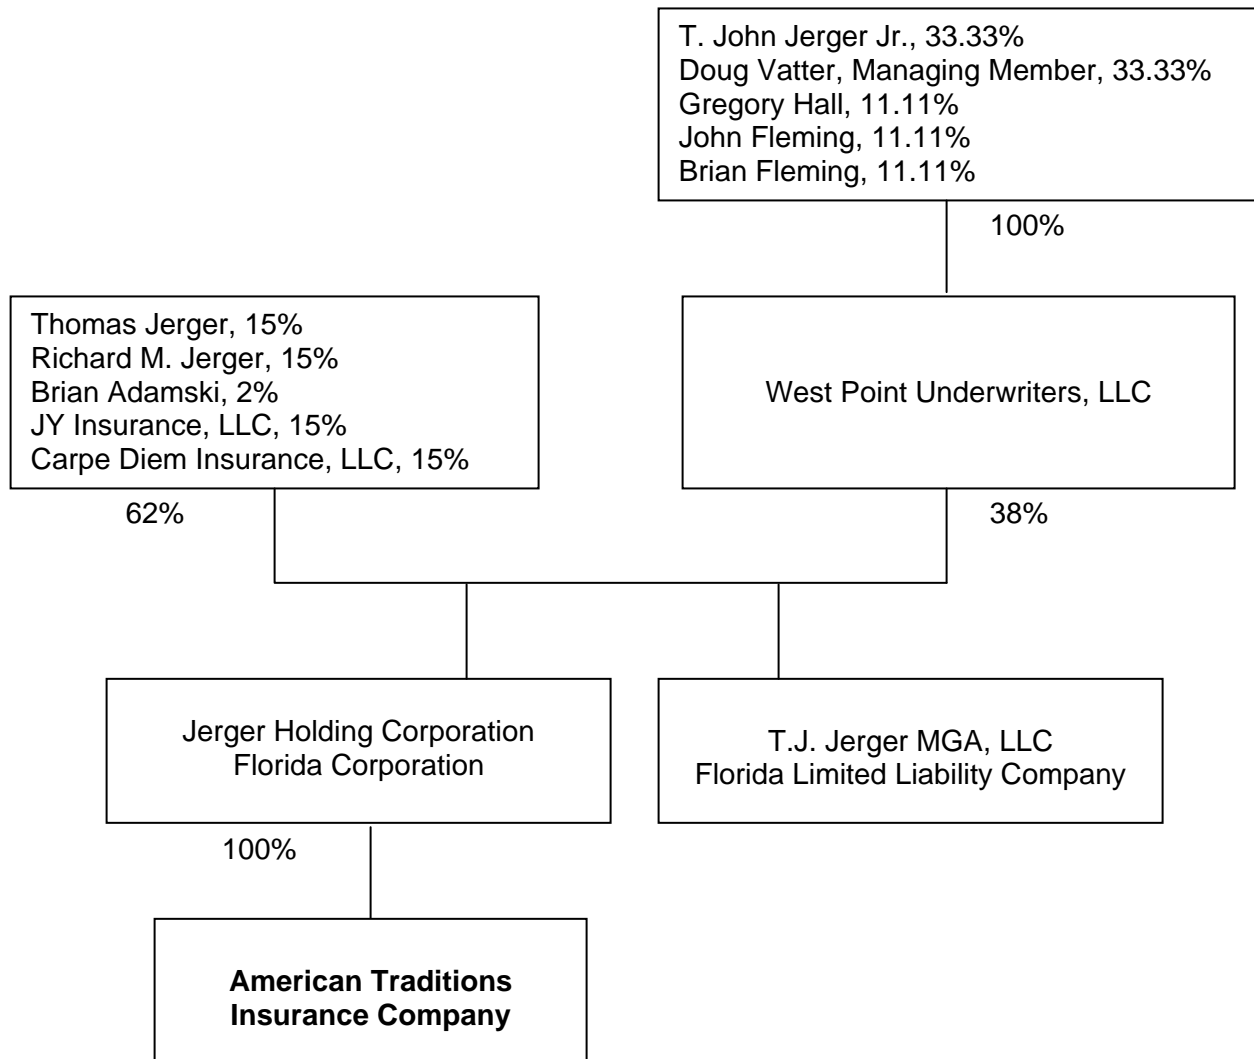 T. John Jerger Jr., 33.33%
Doug Vatter, Managing Member, 33.33%
Gregory Hall, 11.11%
John Fleming, 11.11%
Brian Fleming, 11.11%
100%
Thomas Jerger, 15%
Richard M. Jerger, 15%
Brian Adamski, 2%
JY Insurance, LLC, 15%
Carpe Diem Insurance, LLC, 15%
West Point Underwriters, LLC
62%
38%
Jerger Holding Corporation
Florida Corporation
T.J. Jerger MGA, LLC
Florida Limited Liability Company
100%
American Traditions
Insurance Company